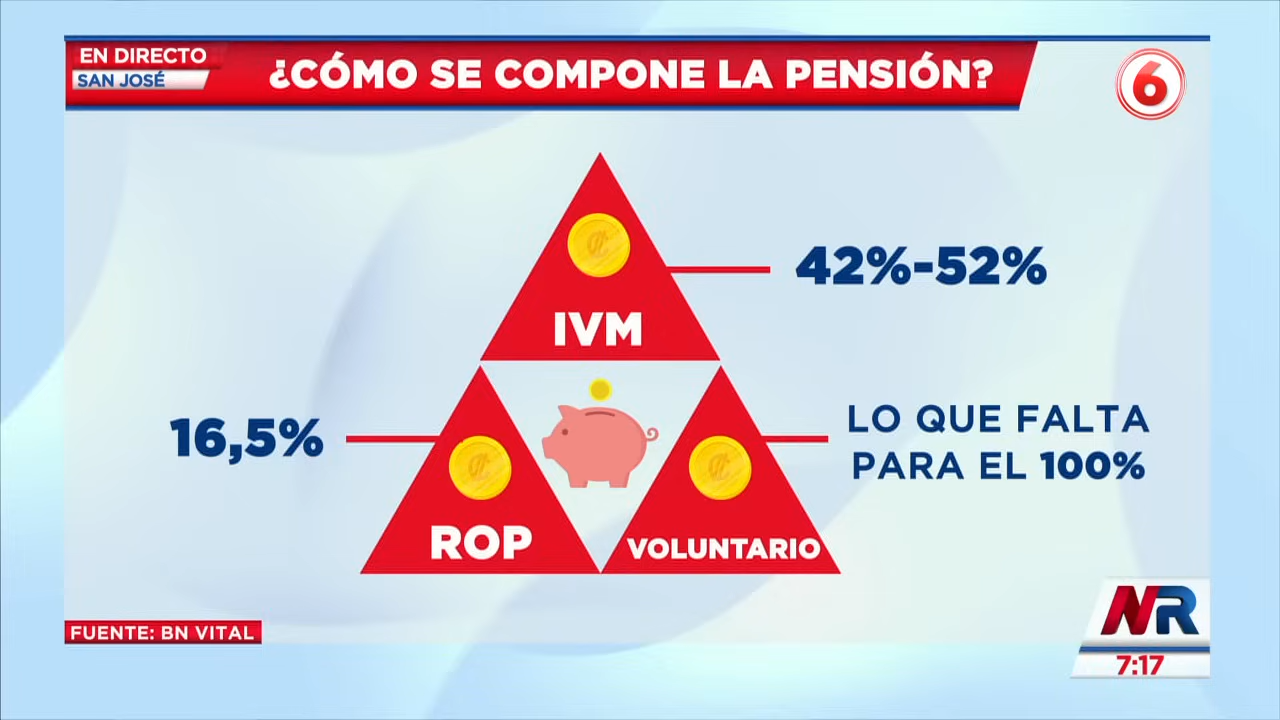 EN DIRECTO
SAN JOSÉ
¿CÓMO SE COMPONE LA PENSIÓN?
6
42%-52%
IVM
16,5%
LO QUE FALTA
PARA EL 100%
ROP
VOLUNTARIO
FUENTE: BN VITAL
NR
7:17